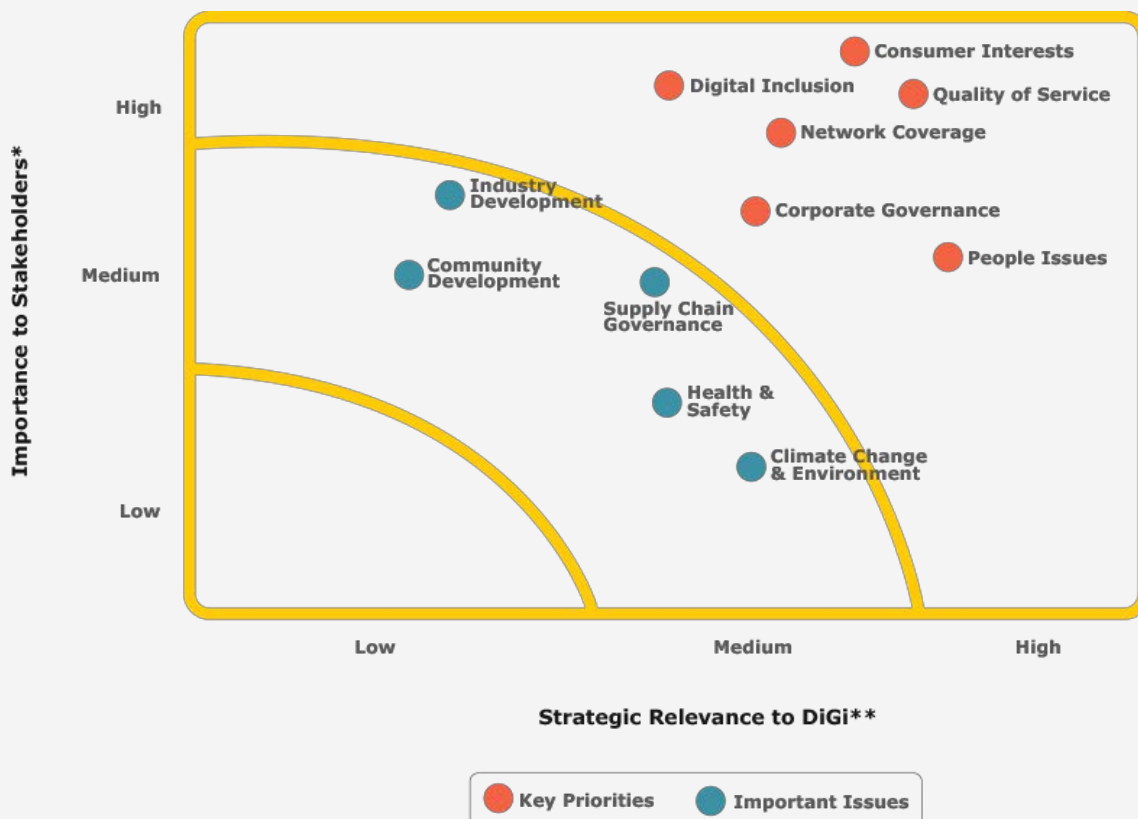 Importance to Stakeholders*
High
Medium
Low
Consumer Interests
Digital Inclusion
Quality of Service
Network Coverage
Industry
Development
Corporate Governance
People Issues
Community
Development
Supply Chain
Governance
Health &
Safety
Climate Change
& Environment
Low
Medium
High
Strategic Relevance to DiGi**
Key Priorities
Important Issues